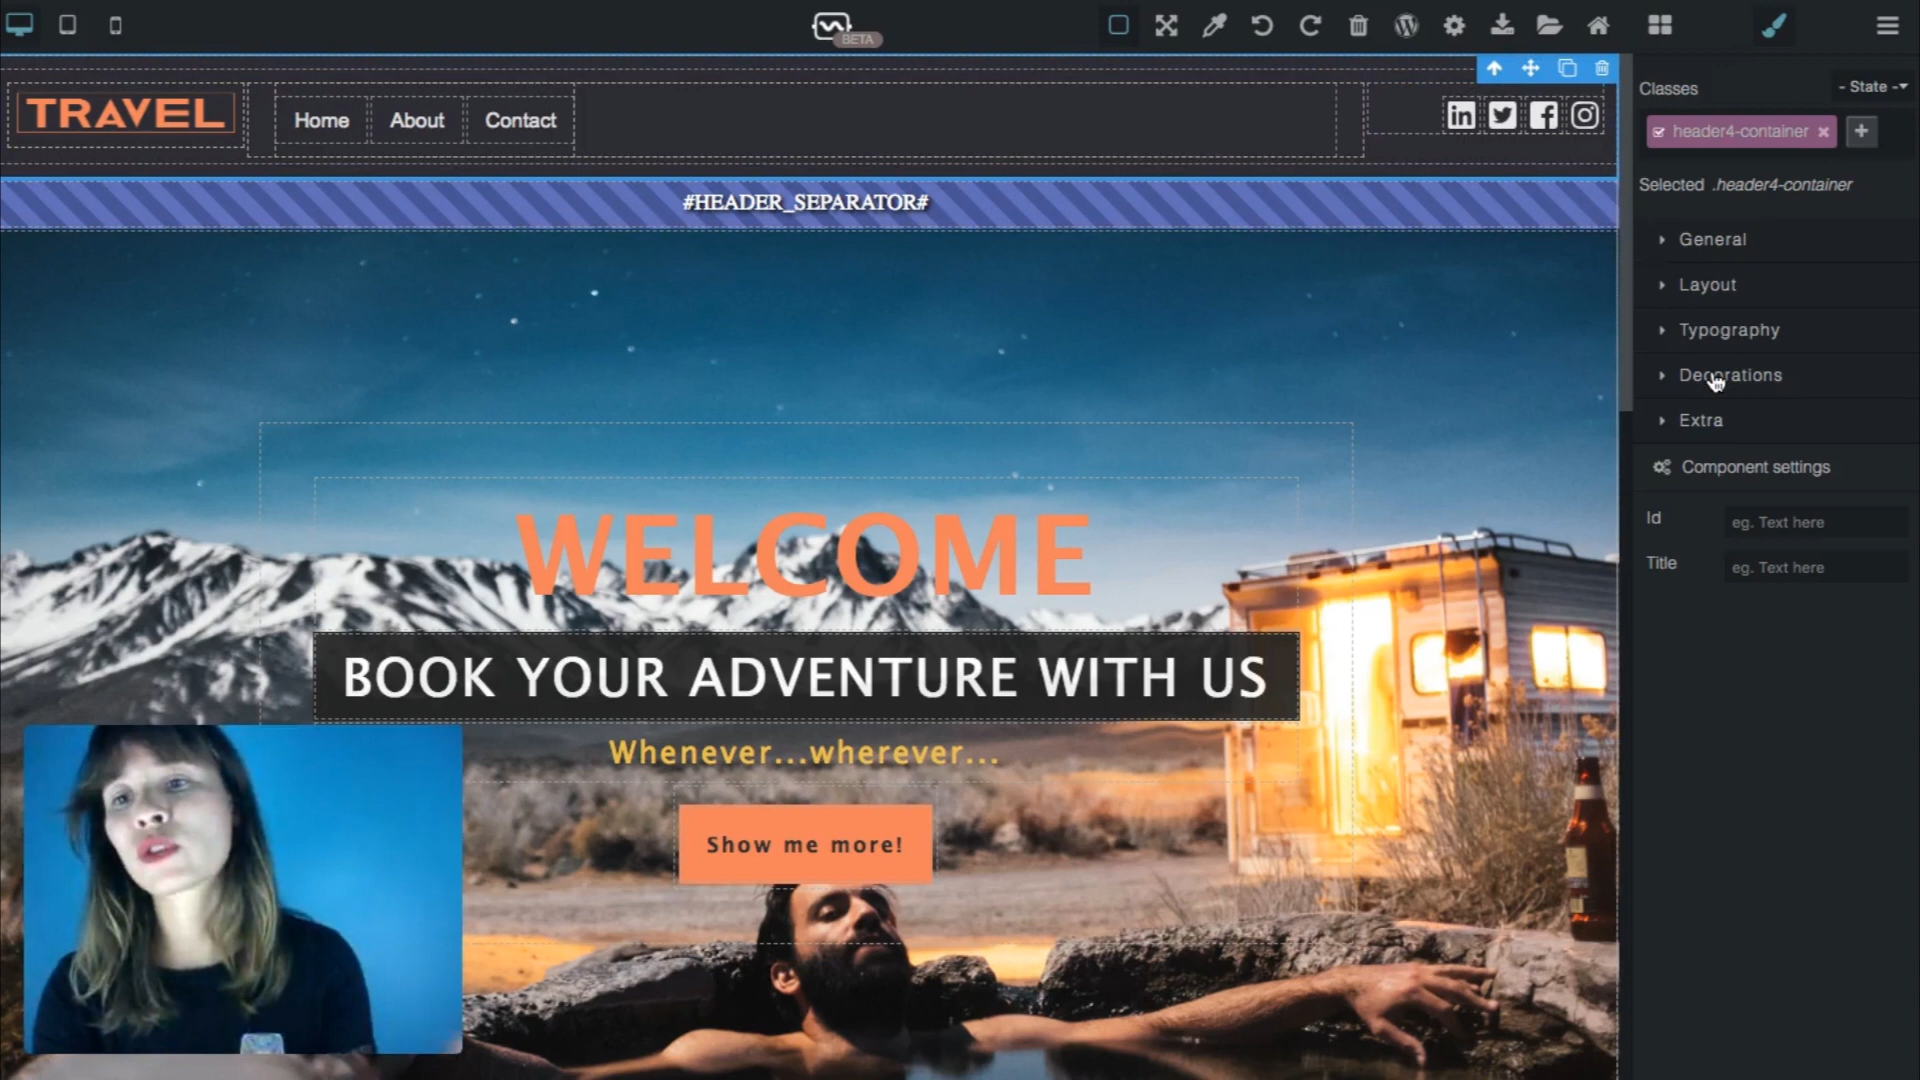 BETA
TRAVEL
Home About Contact
#HEADER_SEPARATOR#
WELCOME
BOOK YOUR ADVENTURE WITH US
Whenever...wherever...
Show me more!
Classes
- State -
header4-container
Selected .header4-container
General
Layout
Typography
Decorations
Extra
Component settings
Id eg. Text here
Title eg. Text here